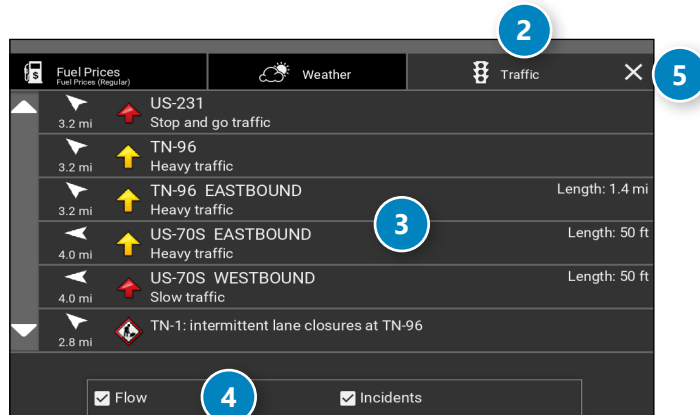 2
Fuel Prices
Fuel Prices (Regular)
Weather
Traffic
5
US-231
3.2 mi
Stop and go traffic
TN-96
3.2 mi
Heavy traffic
TN-96 EASTBOUND
Length: 1.4 mi
3.2 mi
Heavy traffic
3
US-70S EASTBOUND
Length: 50 ft
4.0 mi
Heavy traffic
US-70S WESTBOUND
Length: 50 ft
4.0 mi
Slow traffic
TN-1: intermittent lane closures at TN-96
2.8 mi
Flow
4
Incidents